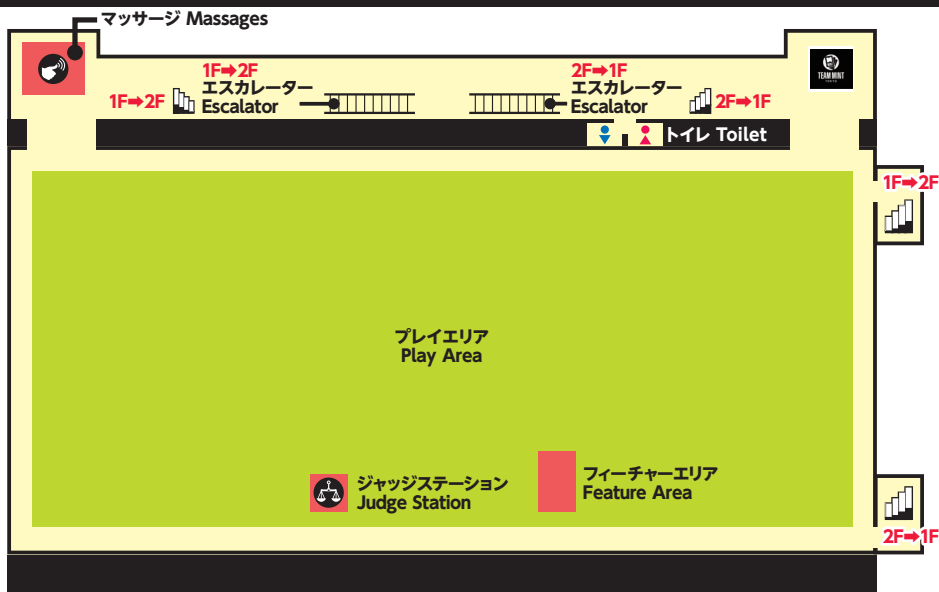 マッサージ Massages
1F➡2F
エスカレーター
Escalator
1F➡2F
2F➡1F
エスカレーター
Escalator
2F➡1F
TEAM MINT
トイレ Toilet
1F➡2F
プレイエリア
Play Area
ジャッジステーション
Judge Station
フィーチャーエリア
Feature Area
2F➡1F